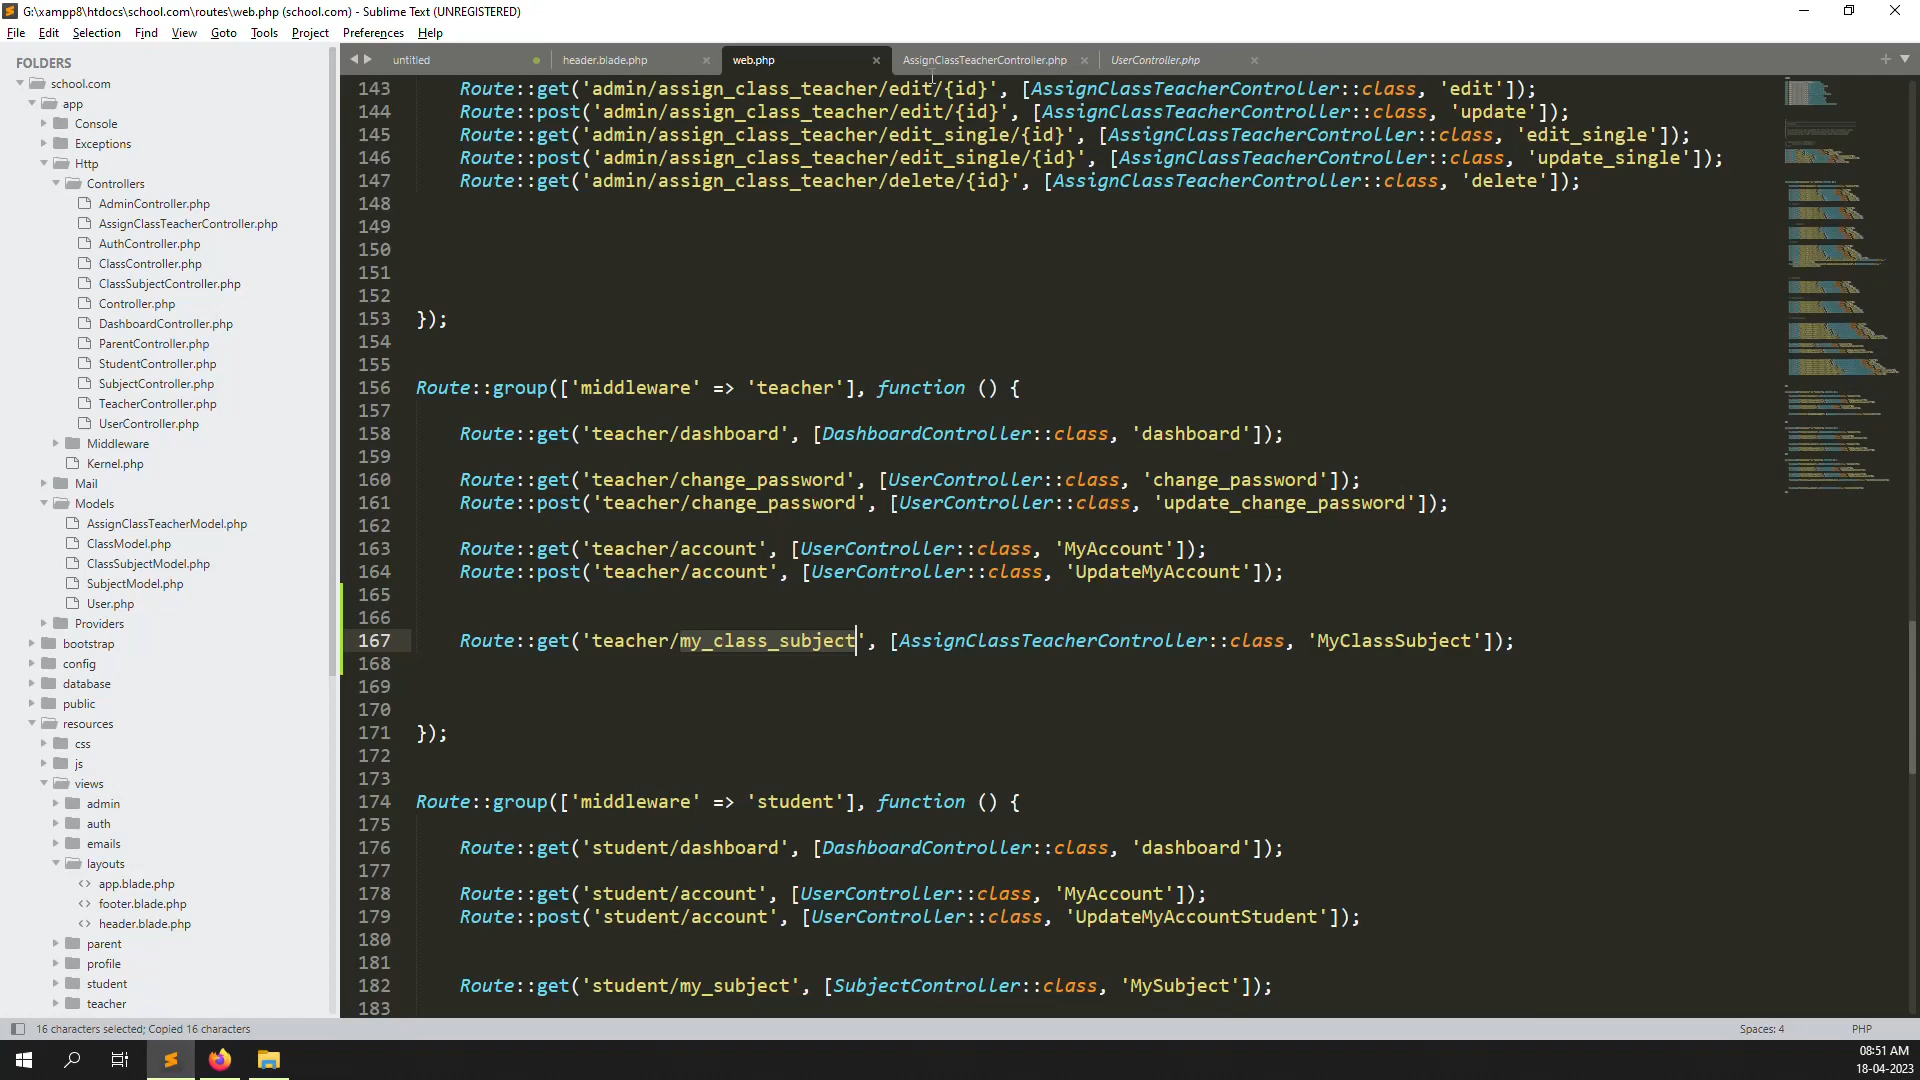 G:\xampp8\htdocs\school.com\routes\web.php (school.com) - Sublime Text (UNREGISTERED)
File Edit Selection Find View Goto Tools Project Preferences Help
FOLDERS
school.com
app
Console
Exceptions
Http
Controllers
AdminController.php
AssignClassTeacherController.php
AuthController.php
ClassController.php
ClassSubjectController.php
Controller.php
DashboardController.php
ParentController.php
StudentController.php
SubjectController.php
TeacherController.php
UserController.php
Middleware
Kernel.php
Mail
Models
AssignClassTeacherModel.php
ClassModel.php
ClassSubjectModel.php
SubjectModel.php
User.php
Providers
bootstrap
config
database
public
resources
css
js
views
admin
auth
emails
layouts
app.blade.php
footer.blade.php
header.blade.php
parent
profile
student
teacher
untitled header.blade.php web.php AssignClassTeacherController.php UserController.php
143 Route::get('admin/assign_class_teacher/edit/{id}', [AssignClassTeacherController::class, 'edit']);
144 Route::post('admin/assign_class_teacher/edit/{id}', [AssignClassTeacherController::class, 'update']);
145 Route::get('admin/assign_class_teacher/edit_single/{id}', [AssignClassTeacherController::class, 'edit_single']);
146 Route::post('admin/assign_class_teacher/edit_single/{id}', [AssignClassTeacherController::class, 'update_single']);
147 Route::get('admin/assign_class_teacher/delete/{id}', [AssignClassTeacherController::class, 'delete']);
148
149
150
151
152
153 });
154
155
156 Route::group(['middleware' => 'teacher'], function () {
157
158 Route::get('teacher/dashboard', [DashboardController::class, 'dashboard']);
159
160 Route::get('teacher/change_password', [UserController::class, 'change_password']);
161 Route::post('teacher/change_password', [UserController::class, 'update_change_password']);
162
163 Route::get('teacher/account', [UserController::class, 'MyAccount']);
164 Route::post('teacher/account', [UserController::class, 'UpdateMyAccount']);
165
166
167 Route::get('teacher/my_class_subject', [AssignClassTeacherController::class, 'MyClassSubject']);
168
169
170
171 });
172
173
174 Route::group(['middleware' => 'student'], function () {
175
176 Route::get('student/dashboard', [DashboardController::class, 'dashboard']);
177
178 Route::get('student/account', [UserController::class, 'MyAccount']);
179 Route::post('student/account', [UserController::class, 'UpdateMyAccountStudent']);
180
181
182 Route::get('student/my_subject', [SubjectController::class, 'MySubject']);
183
16 characters selected; Copied 16 characters
Spaces: 4 PHP
08:51 AM
18-04-2023